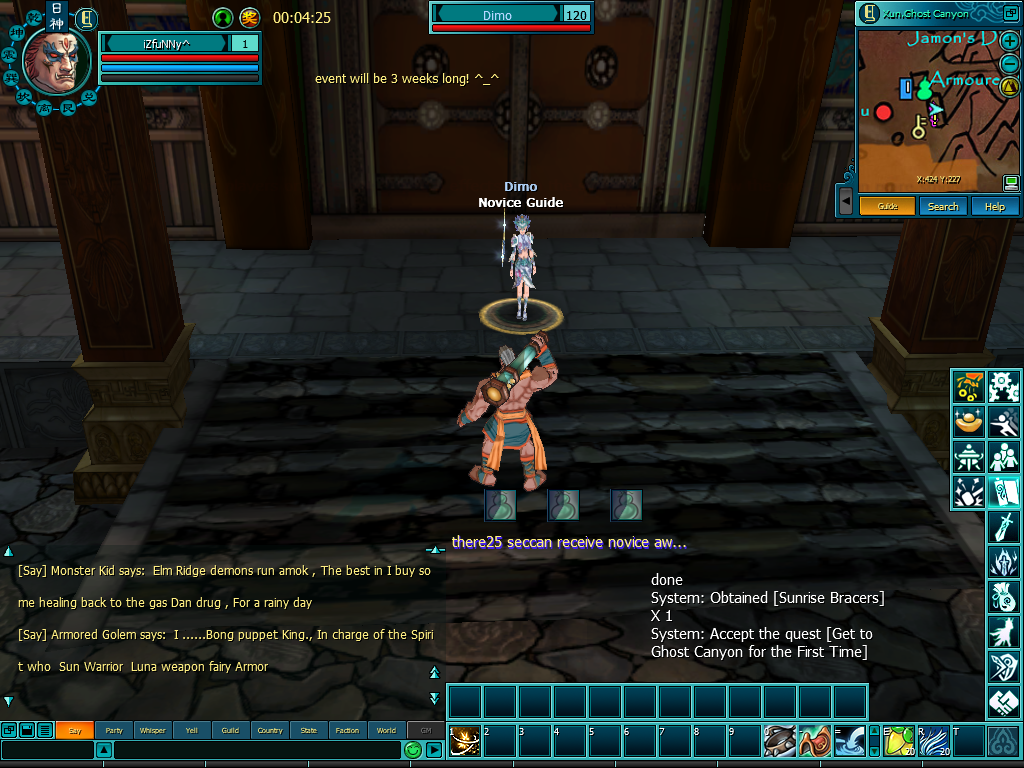 日
神
iZfuNNy^ 1
00:04:25
event will be 3 weeks long! ^_^
Dimo 120
Xun.Ghost Canyon
Jamon's D
Armoure
u
X:424 Y:227
Guide Search Help
Dimo
Novice Guide
there25 seccan receive novice aw...
[Say] Monster Kid says: Elm Ridge demons run amok , The best in I buy so
me healing back to the gas Dan drug , For a rainy day
[Say] Armored Golem says: I ......Bong puppet King., In charge of the Spiri
t who Sun Warrior Luna weapon fairy Armor
done
System: Obtained [Sunrise Bracers]
X 1
System: Accept the quest [Get to
Ghost Canyon for the First Time]
Say Party Whisper Yell Guild Country State Faction World GM
1 2 3 4 5 6 7 8 9 0 - = E R T
70 20